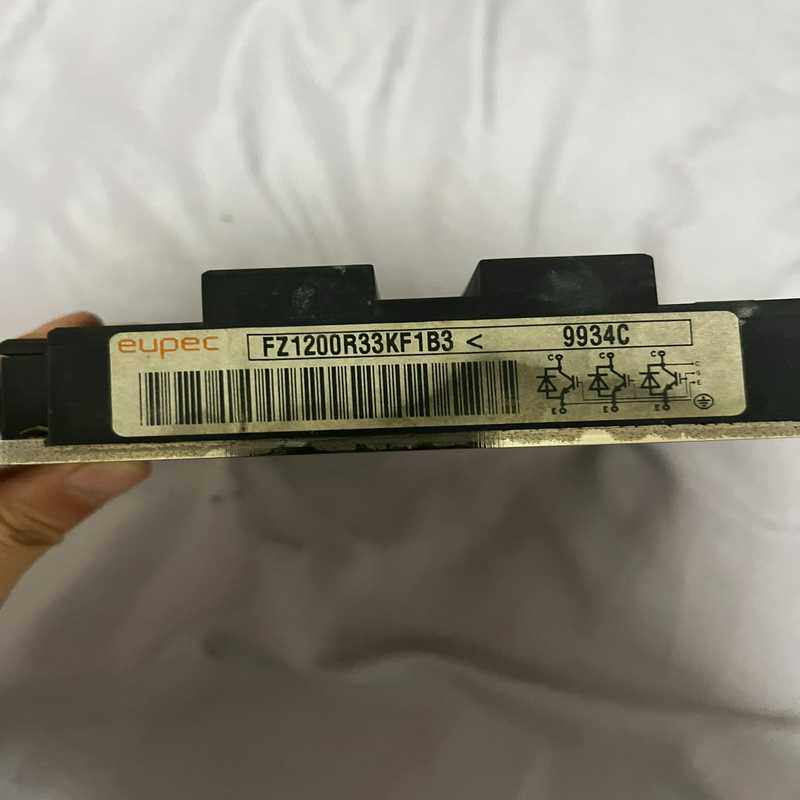 eupec FZ1200R33KF1B3 < 9934C
C C C C
G
E
E E E